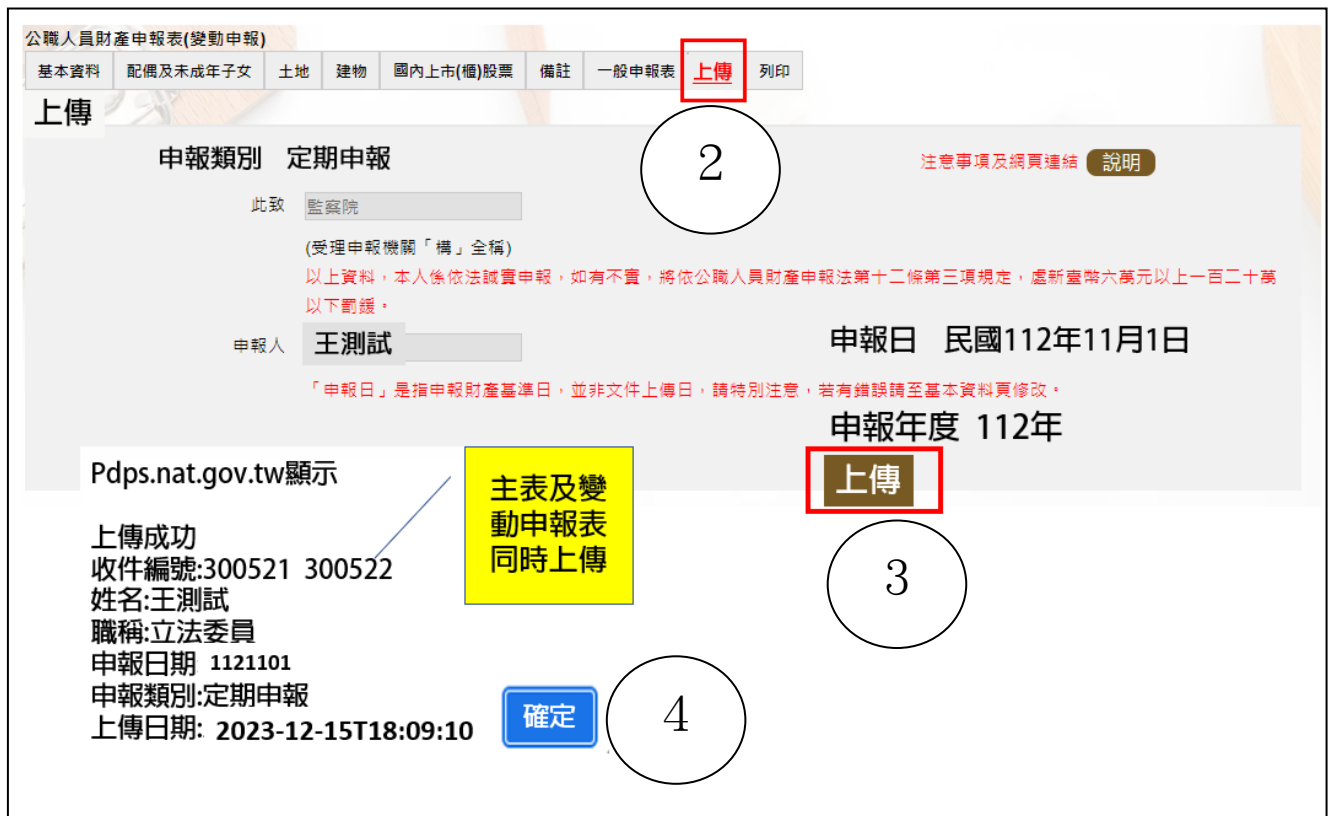 公職人員財產申報表(變動申報)
基本資料 配偶及未成年子女 土地 建物 國內上市(櫃)股票 備註 一般申報表 上傳 列印
上傳
2
申報類別 定期申報
注意事項及網頁連結 說明
此致 監察院
(受理申報機關「構」全稱)
以上資料，本人係依法誠實申報，如有不實，將依公職人員財產申報法第十二條第三項規定，處新臺幣六萬元以上一百二十萬
以下罰鍰。
申報人 王測試
申報日 民國112年11月1日
「申報日」是指申報財產基準日，並非文件上傳日，請特別注意，若有錯誤請至基本資料頁修改。
申報年度 112年
上傳
3
Pdps.nat.gov.tw顯示
上傳成功
收件編號:300521 300522
姓名:王測試
職稱:立法委員
申報日期 1121101
申報類別:定期申報
上傳日期: 2023-12-15T18:09:10
主表及變
動申報表
同時上傳
確定
4